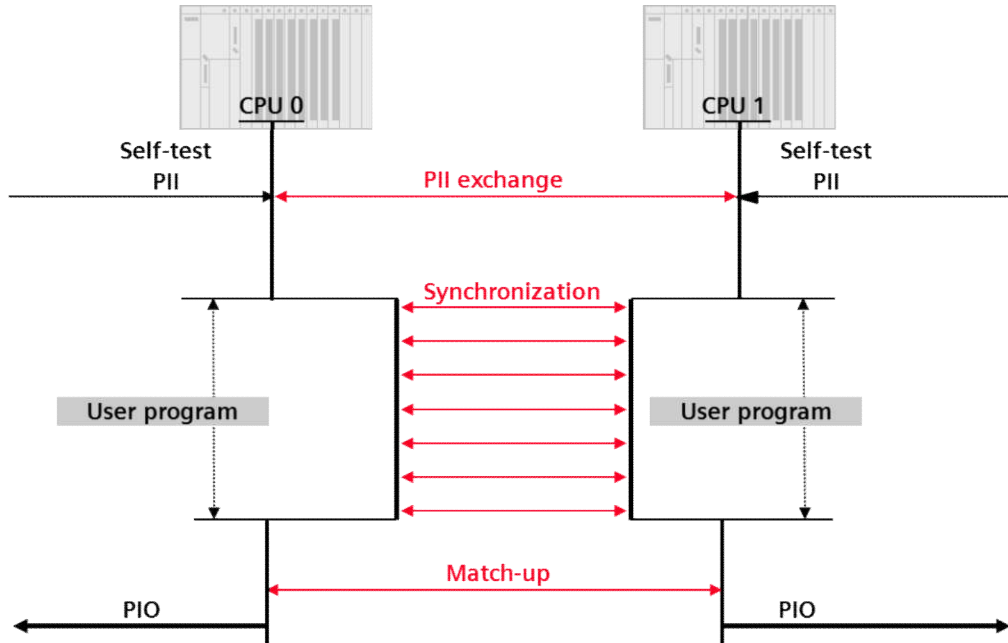 CPU 0
CPU 1
Self-test
Self-test
PII
PII exchange
PII
Synchronization
User program
User program
Match-up
PIO
PIO